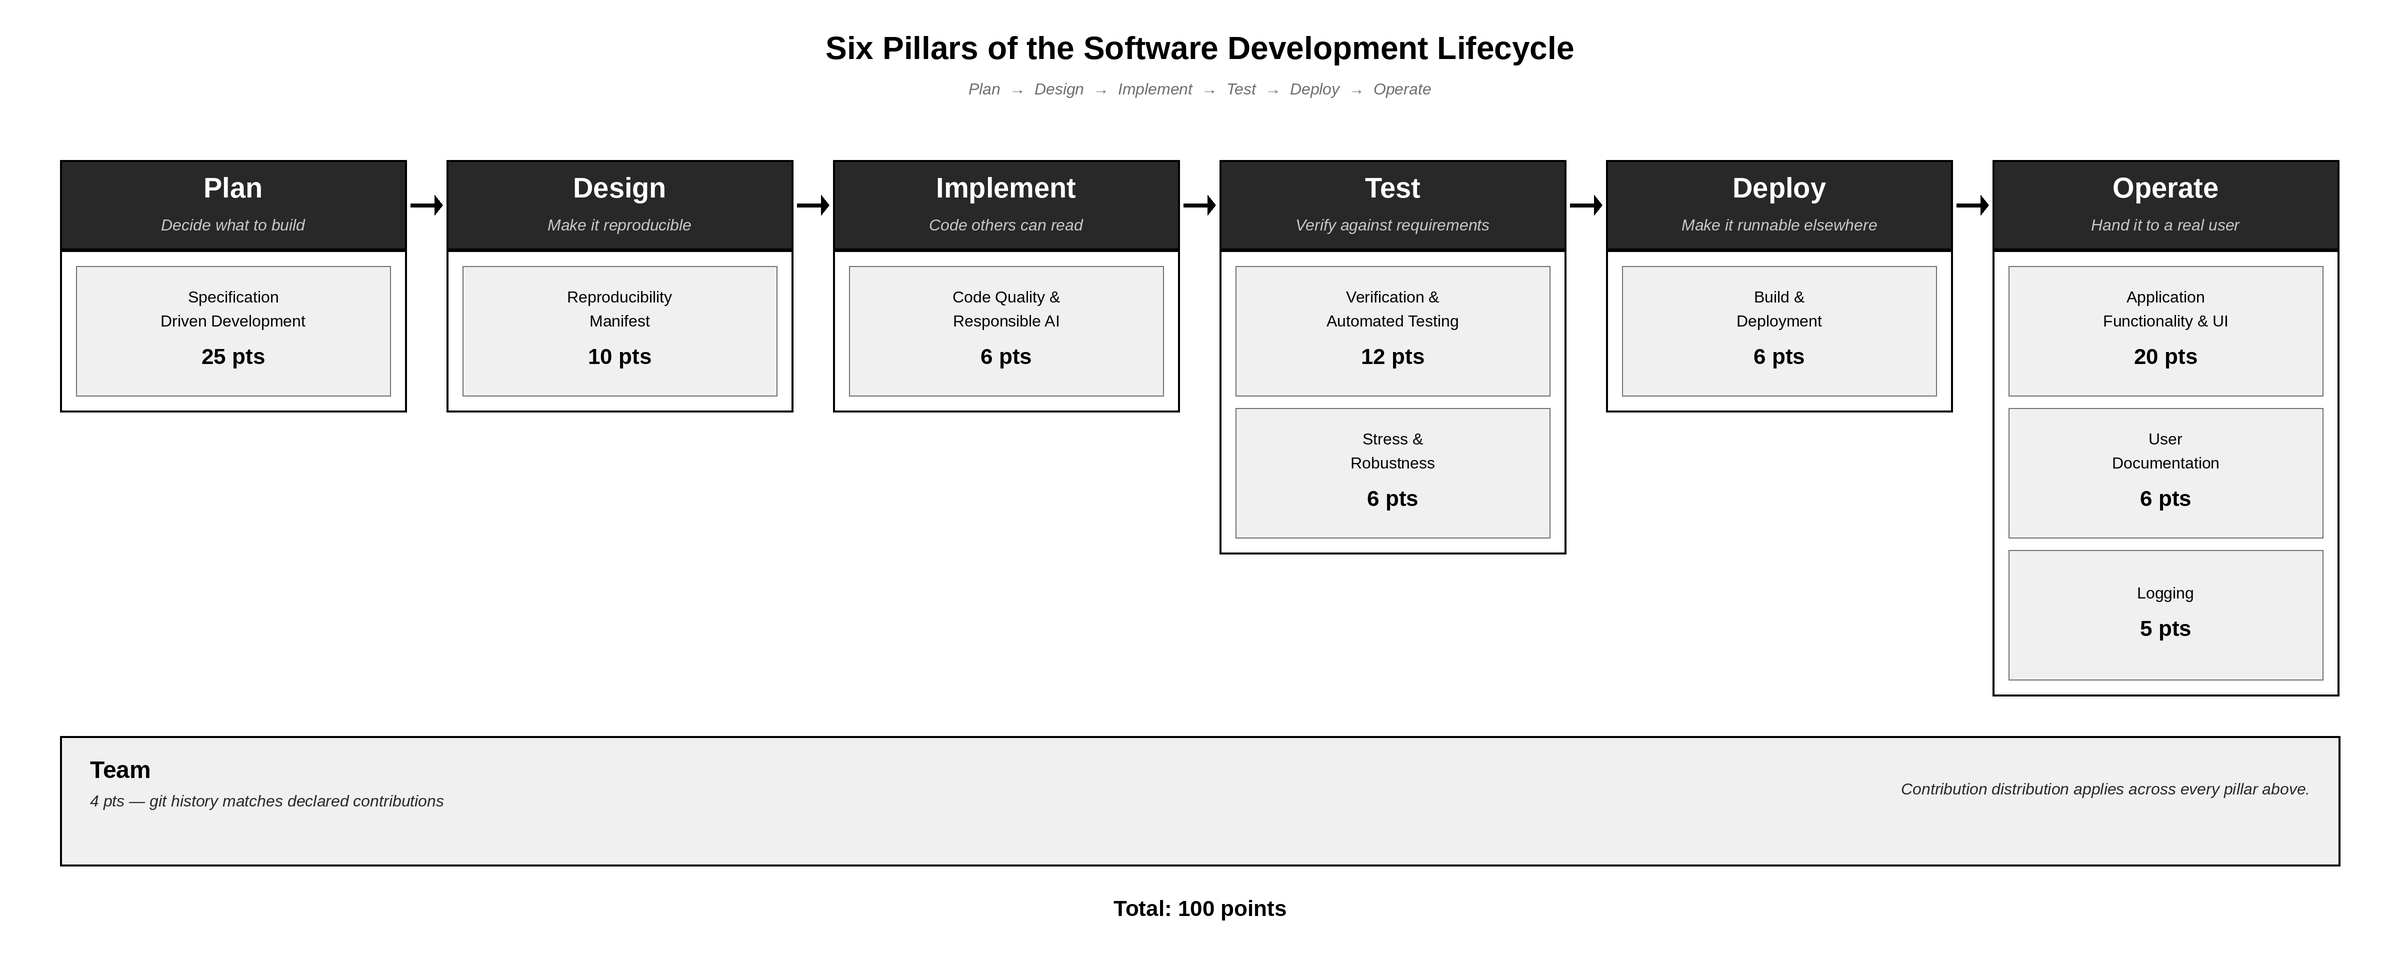 Six Pillars of the Software Development Lifecycle
Plan → Design → Implement → Test → Deploy → Operate
Plan
Decide what to build
Specification
Driven Development
25 pts
Design
Make it reproducible
Reproducibility
Manifest
10 pts
Implement
Code others can read
Code Quality &
Responsible AI
6 pts
Test
Verify against requirements
Verification &
Automated Testing
12 pts
Stress &
Robustness
6 pts
Deploy
Make it runnable elsewhere
Build &
Deployment
6 pts
Operate
Hand it to a real user
Application
Functionality & UI
20 pts
User
Documentation
6 pts
Logging
5 pts
Team
4 pts — git history matches declared contributions
Contribution distribution applies across every pillar above.
Total: 100 points